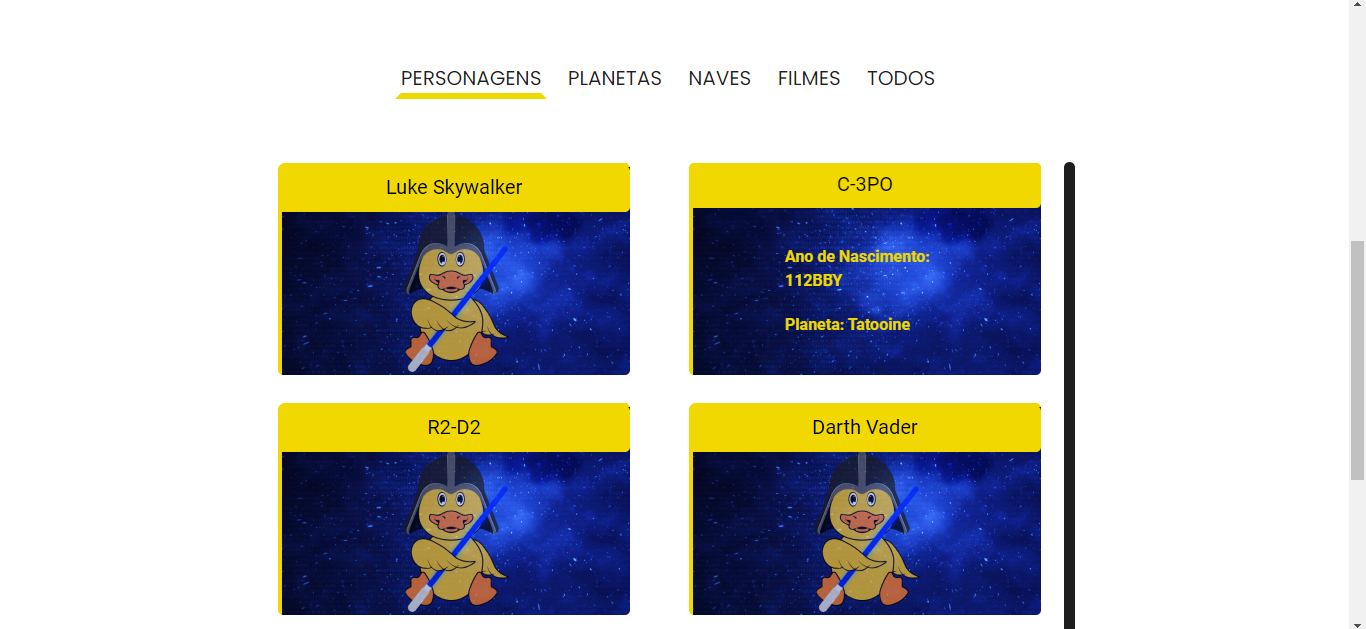 PERSONAGENS PLANETAS NAVES FILMES TODOS
Luke Skywalker
C-3PO
Ano de Nascimento:
112BBY
Planeta: Tatooine
R2-D2
Darth Vader